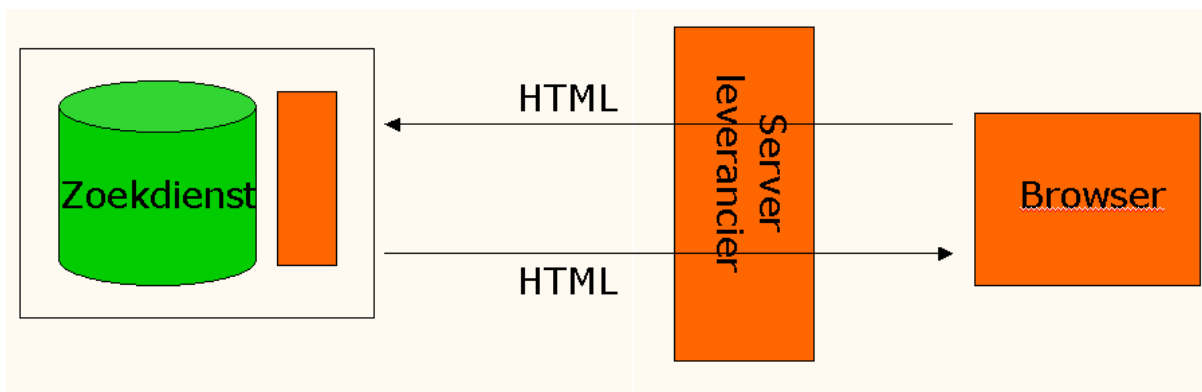 HTML
Server
leverancier
Zoekdienst
Browser
HTML